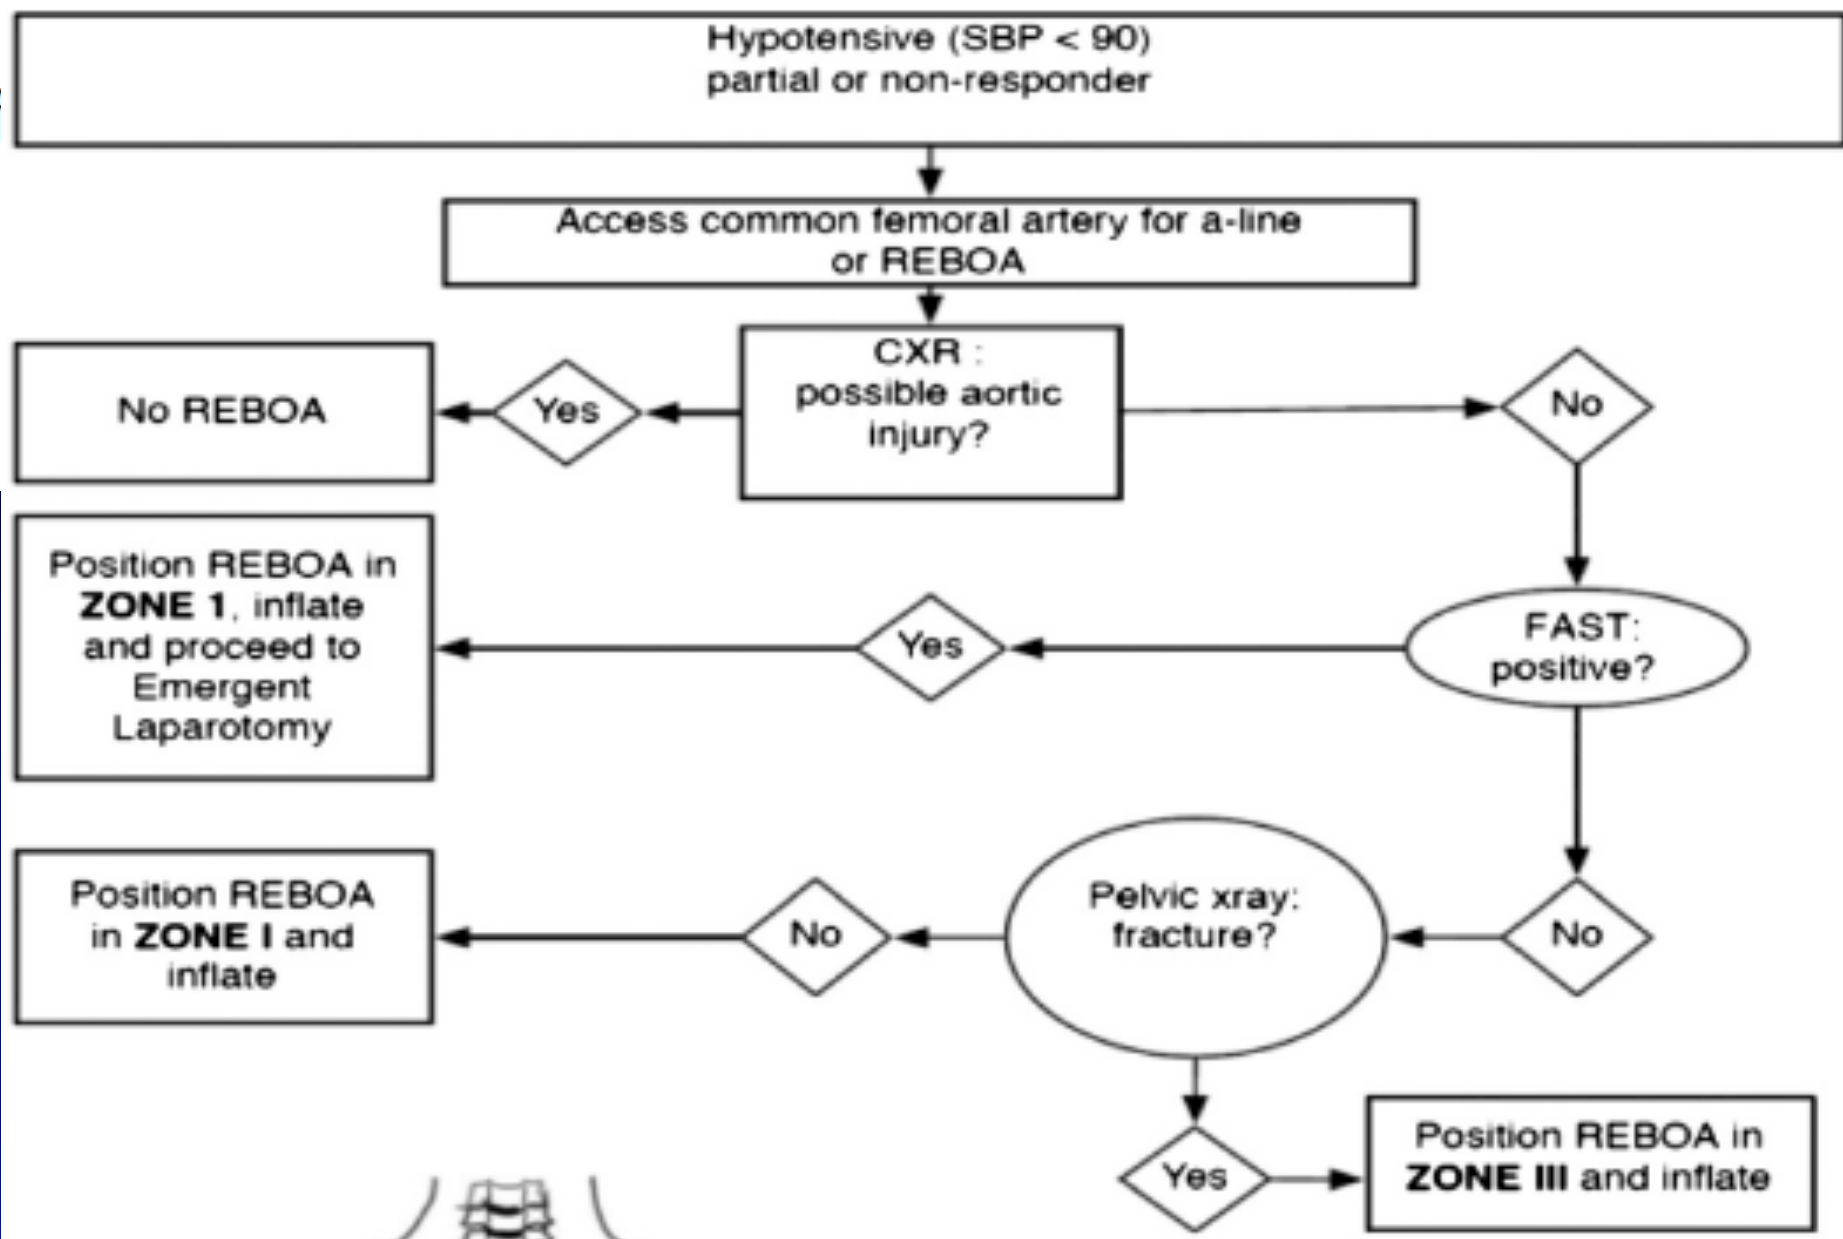 Hypotensive (SBP < 90)
partial or non-responder
Access common femoral artery for a-line
or REBOA
CXR :
possible aortic
injury?
Yes
No REBOA
No
FAST:
positive?
Yes
Position REBOA in
ZONE 1, inflate
and proceed to
Emergent
Laparotomy
No
Pelvic xray:
fracture?
No
Position REBOA
in ZONE I and
inflate
Yes
Position REBOA in
ZONE III and inflate